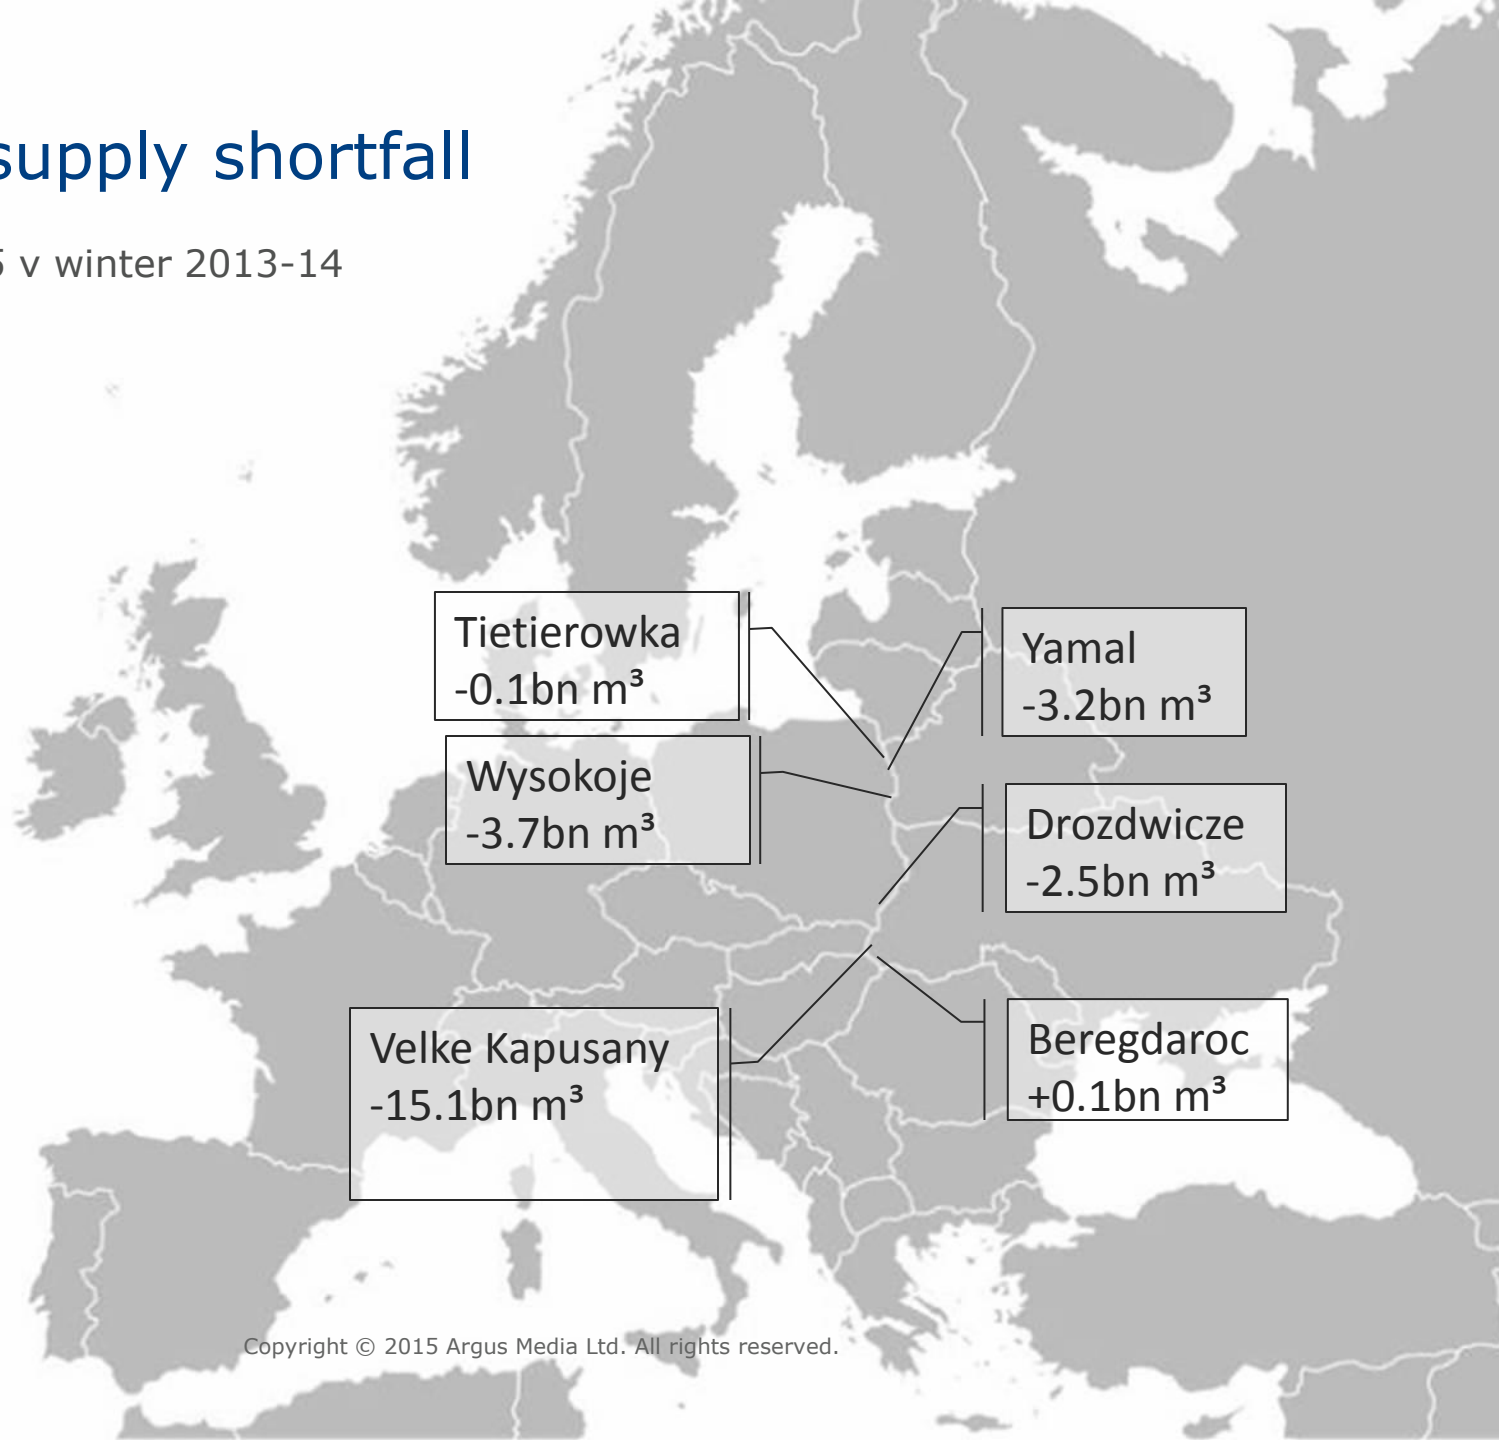 supply shortfall
5 v winter 2013-14
Tietierowka
-0.1bn m³
Yamal
-3.2bn m³
Wysokoje
-3.7bn m³
Drozdwicze
-2.5bn m³
Velke Kapusany
-15.1bn m³
Beregdaroc
+0.1bn m³
Copyright © 2015 Argus Media Ltd. All rights reserved.